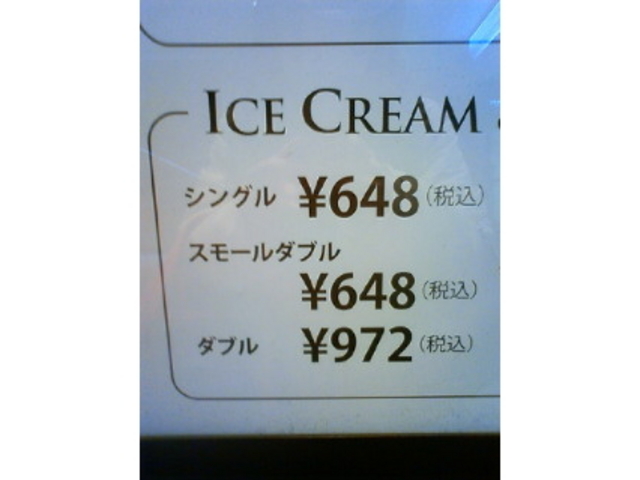 ICE CREAM &
シングル ¥648(税込)
スモールダブル
¥648(税込)
ダブル ¥972(税込)